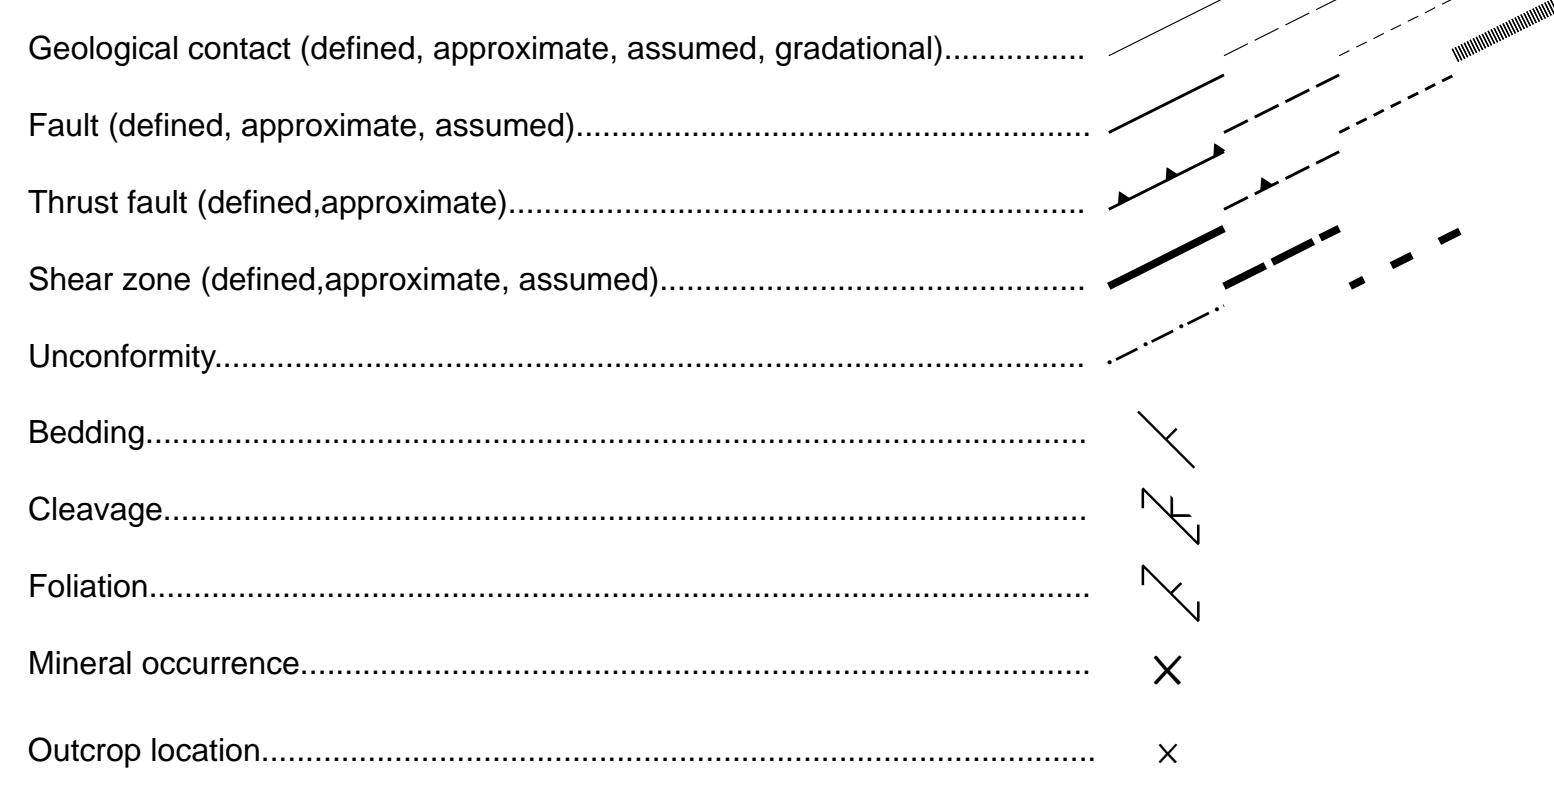 Geological contact (defined, approximate, assumed, gradational)................
Fault (defined, approximate, assumed)..........................................................
Thrust fault (defined,approximate).................................................................
Shear zone (defined,approximate, assumed)................................................
Unconformity...................................................................................................
Bedding...........................................................................................................
Cleavage.........................................................................................................
Foliation...........................................................................................................
Mineral occurrence..........................................................................................
Outcrop location...............................................................................................